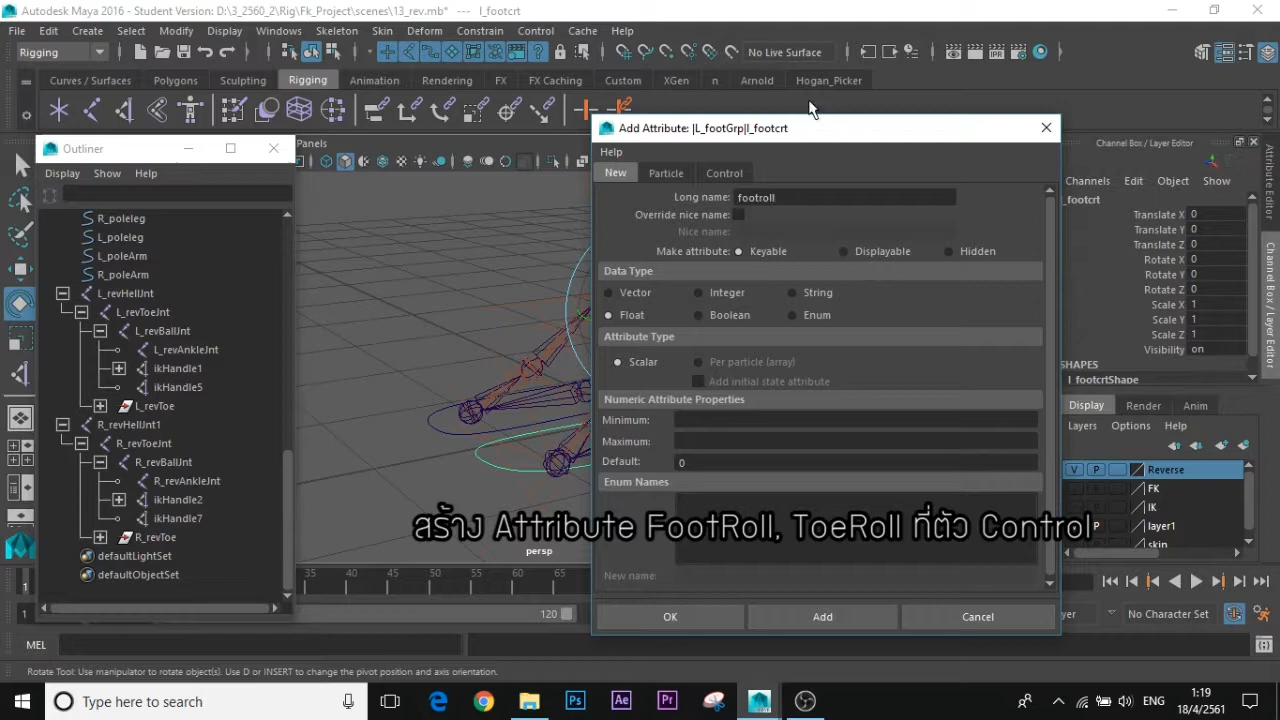 Autodesk Maya 2016 - Student Version: D:\3_2560_2\Rig\Fk_Project\scenes\13_rev.mb* --- l_footcrt
File Edit Create Select Modify Display Windows Skeleton Skin Deform Constrain Control Cache Help
Rigging No Live Surface
Curves / Surfaces Polygons Sculpting Rigging Animation Rendering FX FX Caching Custom XGen n Arnold Hogan_Picker
Outliner
Display Show Help
R_poleleg
L_poleleg
L_poleArm
R_poleArm
L_revHellJnt
L_revToeJnt
L_revBallJnt
L_revAnkleJnt
ikHandle1
ikHandle5
L_revToe
R_revHellJnt1
R_revToeJnt
R_revBallJnt
R_revAnkleJnt
ikHandle2
ikHandle7
R_revToe
defaultLightSet
defaultObjectSet
Panels
persp
Add Attribute: |L_footGrp|l_footcrt
Help
New Particle Control
Long name: footroll
Override nice name:
Nice name:
Make attribute: Keyable Displayable Hidden
Data Type
Vector Integer String
Float Boolean Enum
Attribute Type
Scalar Per particle (array)
Add initial state attribute
Numeric Attribute Properties
Minimum:
Maximum:
Default: 0
Enum Names
สร้าง Attribute FootRoll, ToeRoll ที่ตัว Control
New name:
OK Add Cancel
Channel Box / Layer Editor
Channels Edit Object Show
l_footcrt
Translate X 0
Translate Y 0
Translate Z 0
Rotate X 0
Rotate Y 0
Rotate Z 0
Scale X 1
Scale Y 1
Scale Z 1
Visibility on
SHAPES
l_footcrtShape
Display Render Anim
Layers Options Help
V P Reverse
FK
IK
P layer1
skin
Attribute Editor
Channel Box / Layer Editor
35 40 45 50 55 60 65
1
1 120 No Character Set
MEL
Rotate Tool: Use manipulator to rotate object(s). Use D or INSERT to change the pivot position and axis orientation.
Type here to search
ENG
1:19
18/4/2561